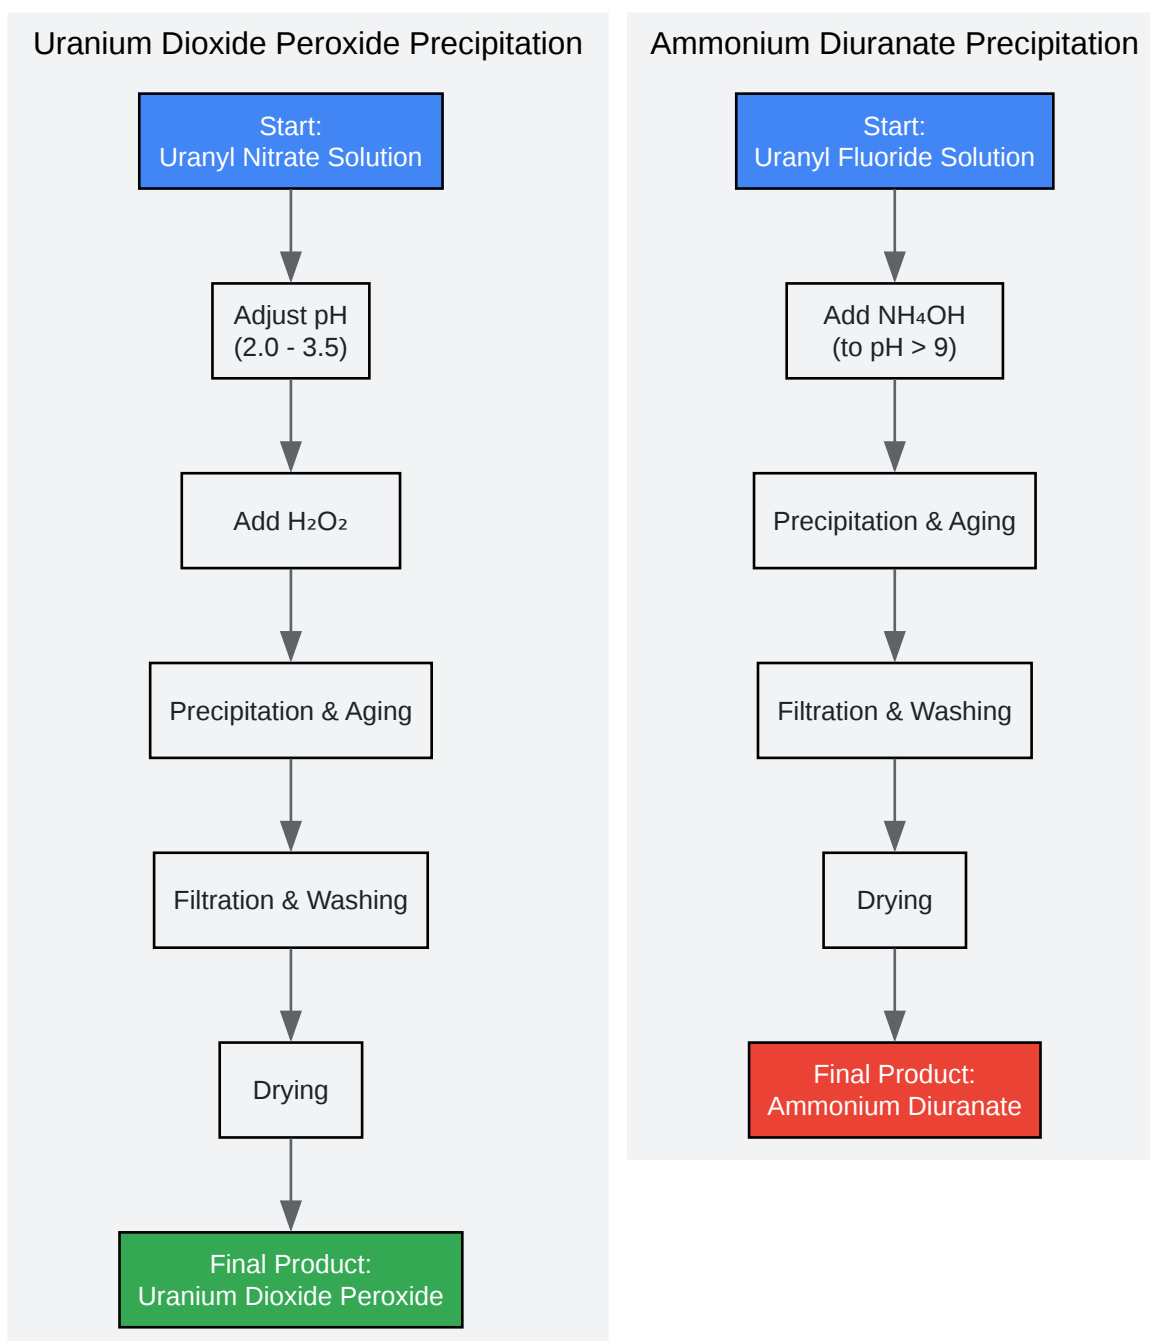 Uranium Dioxide Peroxide Precipitation
Start:
Uranyl Nitrate Solution
Adjust pH
(2.0 - 3.5)
Add H₂O₂
Precipitation & Aging
Filtration & Washing
Drying
Final Product:
Uranium Dioxide Peroxide
Ammonium Diuranate Precipitation
Start:
Uranyl Fluoride Solution
Add NH₄OH
(to pH > 9)
Precipitation & Aging
Filtration & Washing
Drying
Final Product:
Ammonium Diuranate